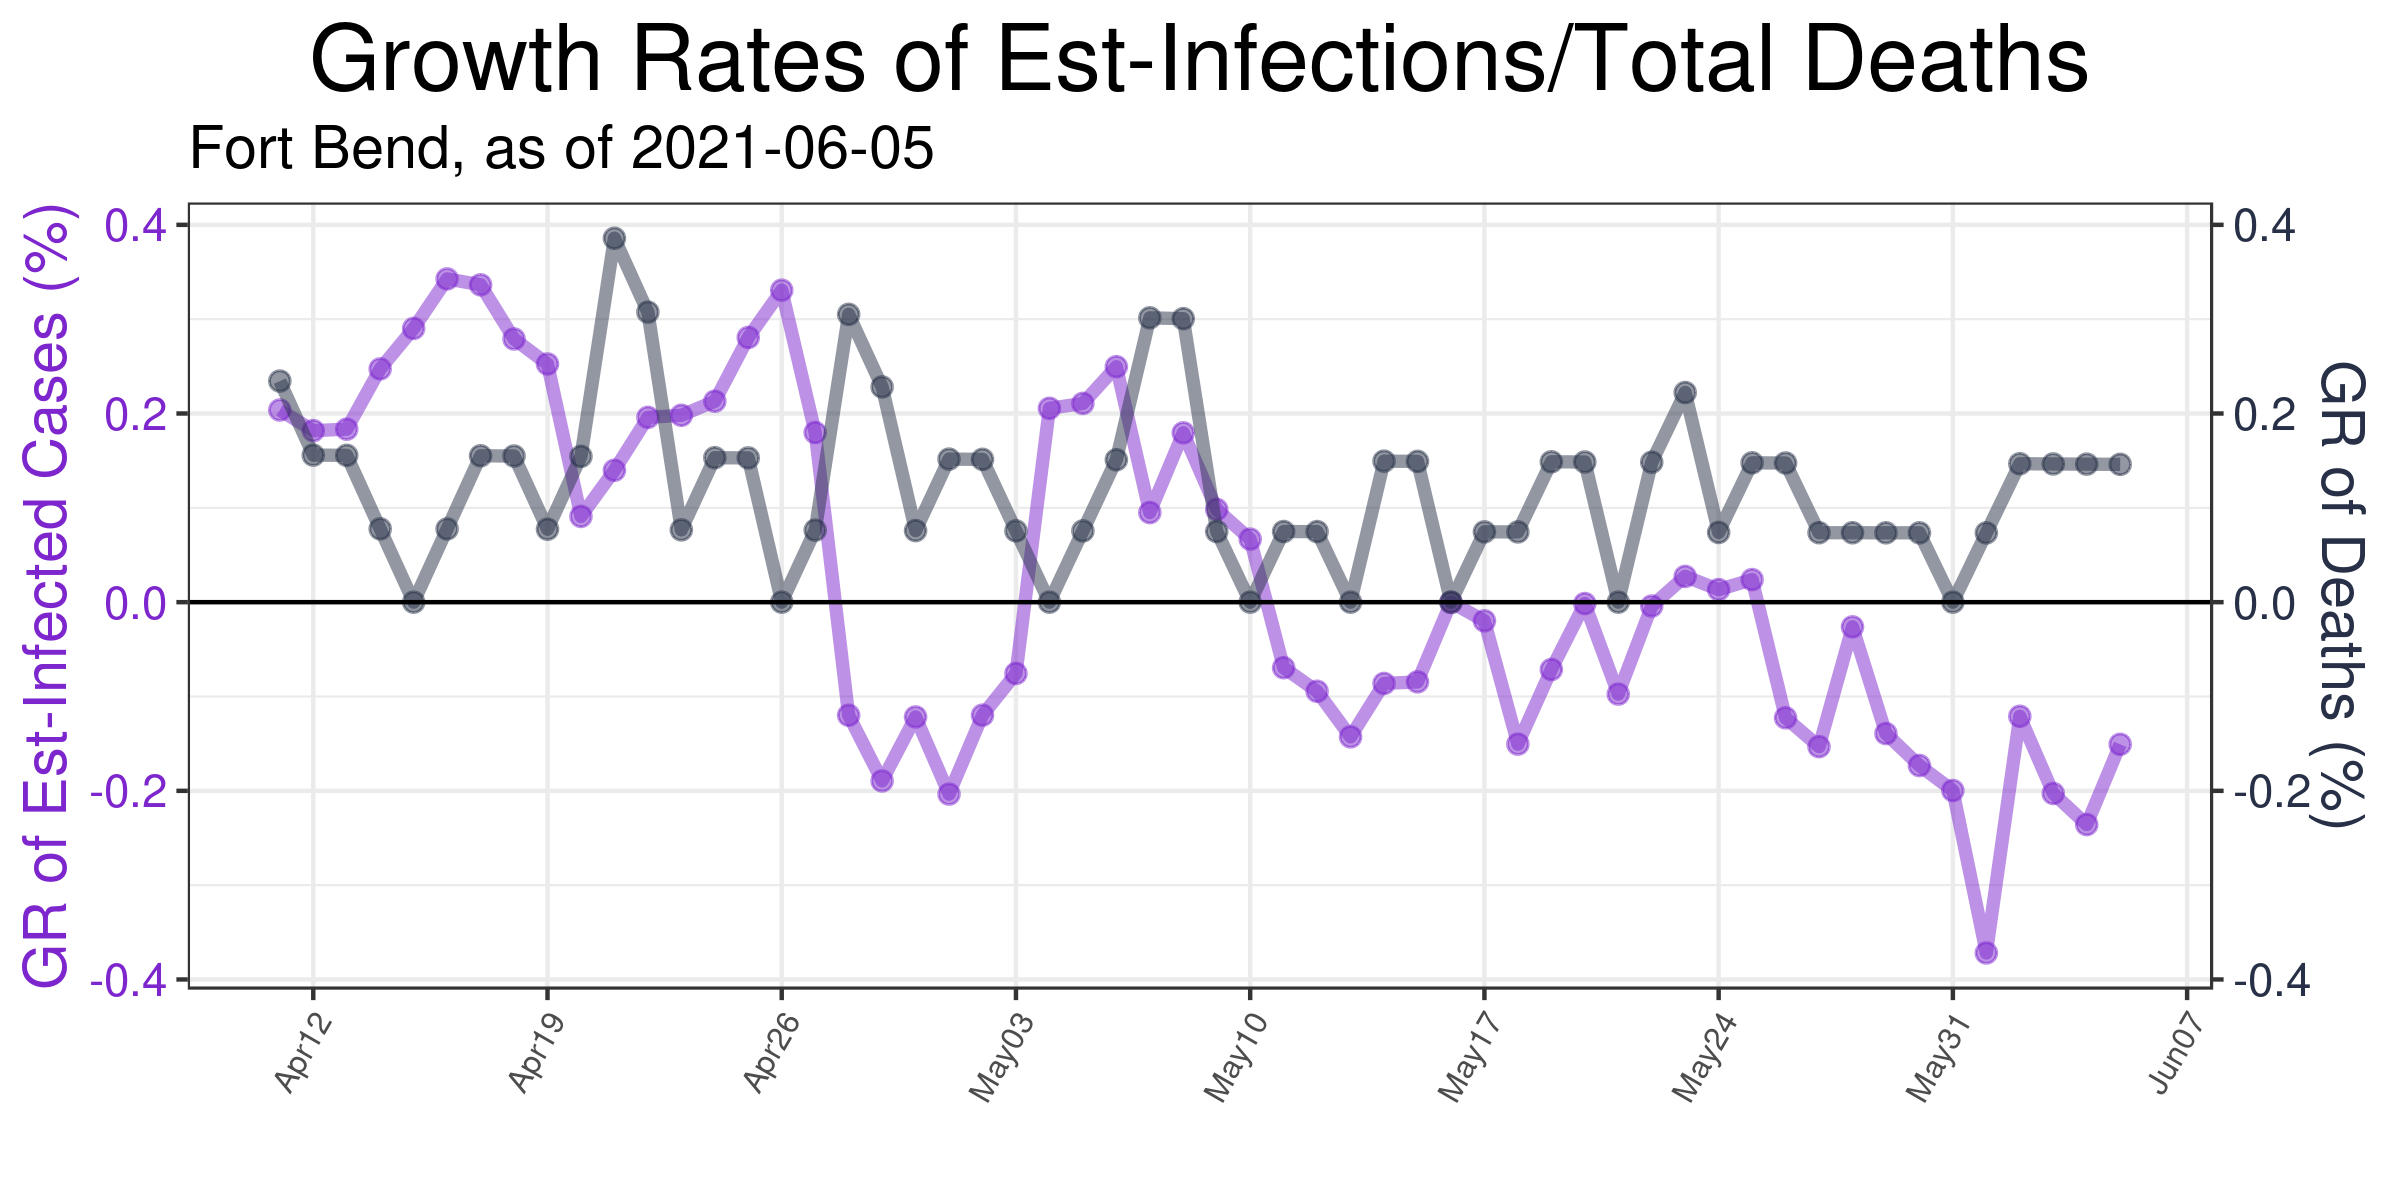 Growth Rates of Est-Infections/Total Deaths
Fort Bend, as of 2021-06-05
GR of Est-Infected Cases (%)
0.4
0.2
0.0
-0.2
-0.4
0.4
0.2
0.0
-0.2
-0.4
GR of Deaths (%)
Apr12
Apr19
Apr26
May03
May10
May17
May24
May31
Jun07